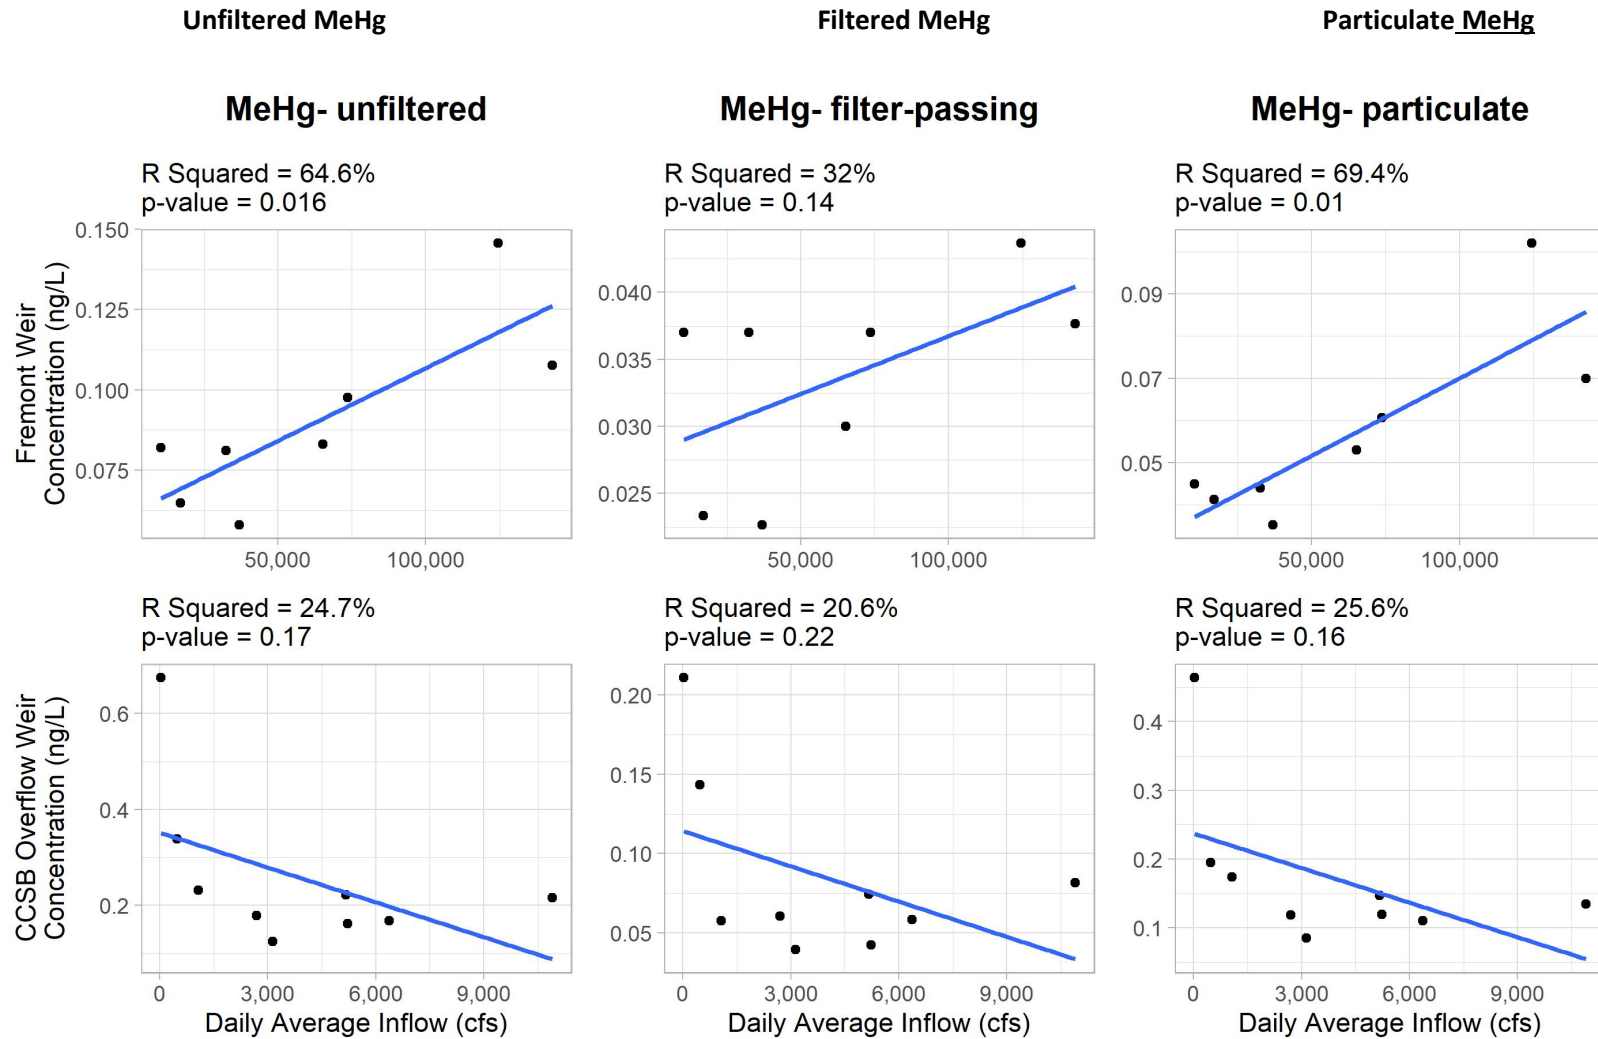 Unfiltered MeHg
Filtered MeHg
Particulate MeHg
MeHg- unfiltered
MeHg- filter-passing
MeHg- particulate
R Squared = 64.6%
p-value = 0.016
R Squared = 32%
p-value = 0.14
R Squared = 69.4%
p-value = 0.01
Fremont Weir
Concentration (ng/L)
0.150
0.125
0.100
0.075
50,000
100,000
0.040
0.035
0.030
0.025
50,000
100,000
0.09
0.07
0.05
50,000
100,000
R Squared = 24.7%
p-value = 0.17
R Squared = 20.6%
p-value = 0.22
R Squared = 25.6%
p-value = 0.16
CCSB Overflow Weir
Concentration (ng/L)
0.6
0.4
0.2
0
3,000
6,000
9,000
Daily Average Inflow (cfs)
0.20
0.15
0.10
0.05
0
3,000
6,000
9,000
Daily Average Inflow (cfs)
0.4
0.3
0.2
0.1
0
3,000
6,000
9,000
Daily Average Inflow (cfs)